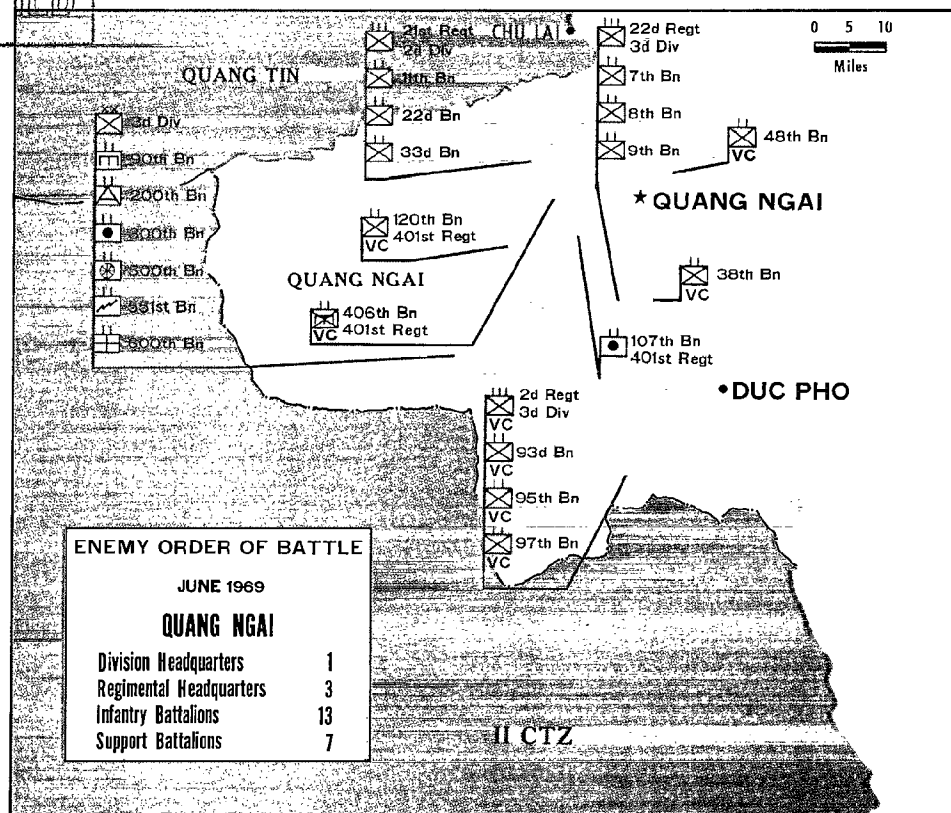 21st Regt
2d Div
11th Bn
22d Bn
33d Bn
CHU LAI
22d Regt
3d Div
7th Bn
8th Bn
9th Bn
0 5 10
Miles
QUANG TIN
3d Div
90th Bn
200th Bn
300th Bn
500th Bn
931st Bn
600th Bn
48th Bn
VC
QUANG NGAI
120th Bn
401st Regt
VC
QUANG NGAI
38th Bn
VC
406th Bn
401st Regt
VC
107th Bn
401st Regt
DUC PHO
2d Regt
3d Div
VC
93d Bn
VC
95th Bn
VC
97th Bn
VC
ENEMY ORDER OF BATTLE
JUNE 1969
QUANG NGAI
Division Headquarters 1
Regimental Headquarters 3
Infantry Battalions 13
Support Battalions 7
II CTZ